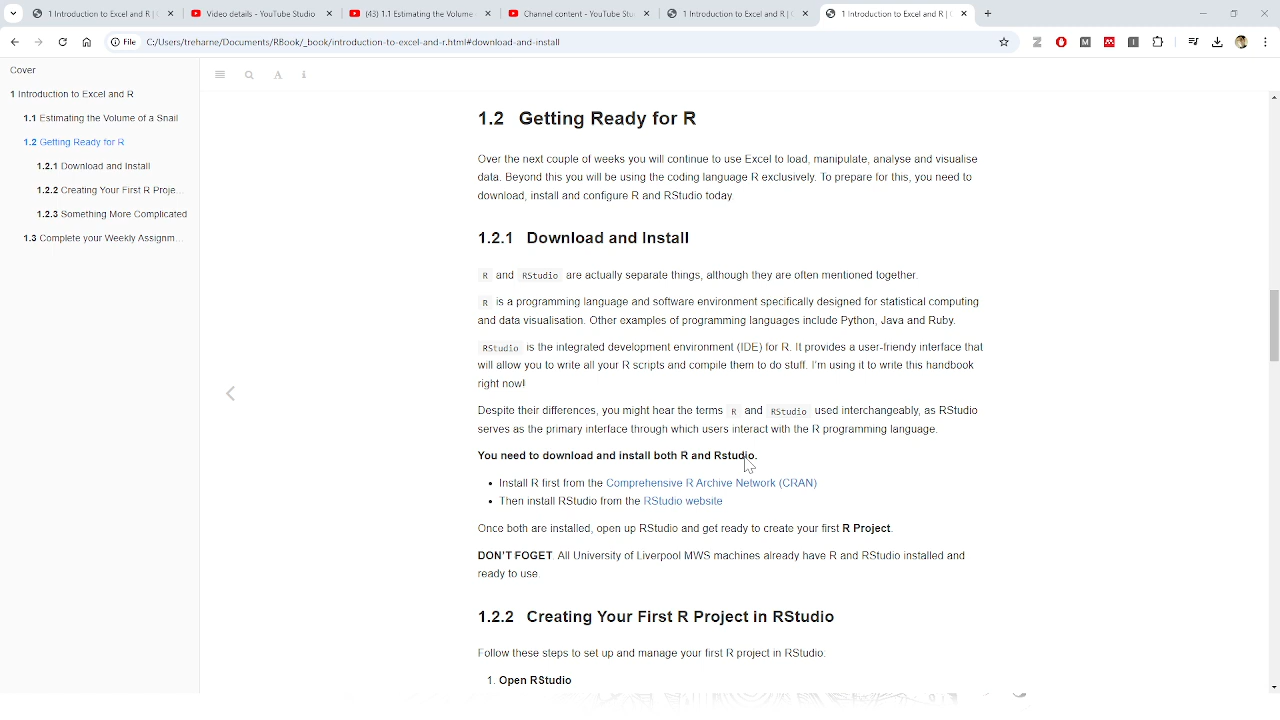 1 Introduction to Excel and R |
Video details - YouTube Studio
(43) 1.1 Estimating the Volume
Channel content - YouTube Stu
1 Introduction to Excel and R |
1 Introduction to Excel and R |
File C:/Users/treharne/Documents/RBook/_book/introduction-to-excel-and-r.html#download-and-install
Cover
1 Introduction to Excel and R
1.1 Estimating the Volume of a Snail
1.2 Getting Ready for R
1.2.1 Download and Install
1.2.2 Creating Your First R Proje...
1.2.3 Something More Complicated
1.3 Complete your Weekly Assignm...
1.2 Getting Ready for R
Over the next couple of weeks you will continue to use Excel to load, manipulate, analyse and visualise
data. Beyond this you will be using the coding language R exclusively. To prepare for this, you need to
download, install and configure R and RStudio today.
1.2.1 Download and Install
R and RStudio are actually separate things, although they are often mentioned together.
R is a programming language and software environment specifically designed for statistical computing
and data visualisation. Other examples of programming languages include Python, Java and Ruby.
RStudio is the integrated development environment (IDE) for R. It provides a user-friendly interface that
will allow you to write all your R scripts and compile them to do stuff. I'm using it to write this handbook
right now!
Despite their differences, you might hear the terms R and RStudio used interchangeably, as RStudio
serves as the primary interface through which users interact with the R programming language.
You need to download and install both R and Rstudio.
• Install R first from the Comprehensive R Archive Network (CRAN)
• Then install RStudio from the RStudio website
Once both are installed, open up RStudio and get ready to create your first R Project.
DON'T FOGET. All University of Liverpool MWS machines already have R and RStudio installed and
ready to use.
1.2.2 Creating Your First R Project in RStudio
Follow these steps to set up and manage your first R project in RStudio.
1. Open RStudio